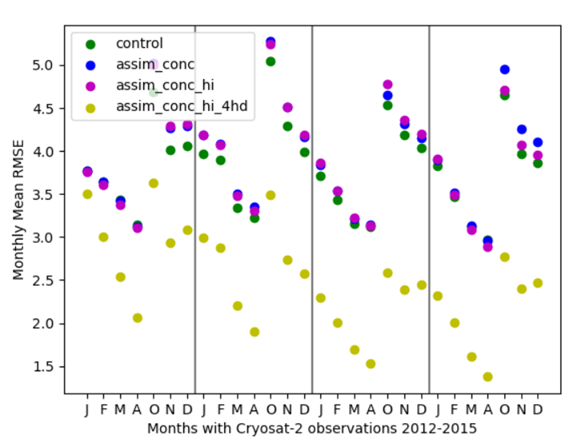 control
assim_conc
assim_conc_hi
assim_conc_hi_4hd
Monthly Mean RMSE
5.0
4.5
4.0
3.5
3.0
2.5
2.0
1.5
J F M A O N D J F M A O N D J F M A O N D J F M A O N D
Months with Cryosat-2 observations 2012-2015